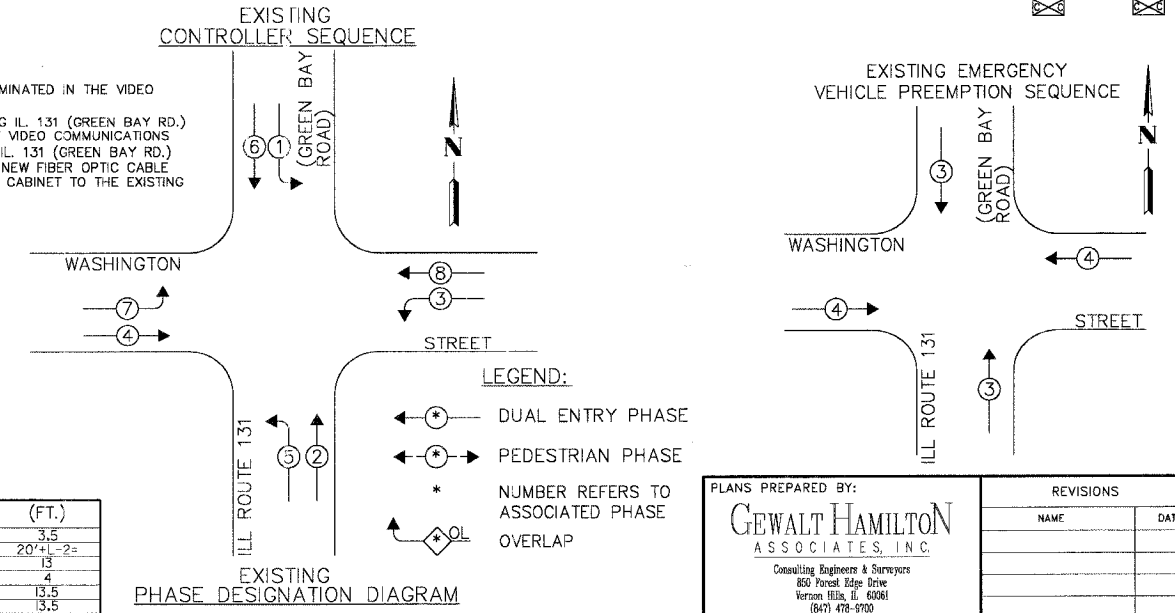 EXISTING
CONTROLLER SEQUENCE
MINATED IN THE VIDEO
G IL. 131 (GREEN BAY RD.)
VIDEO COMMUNICATIONS
IL. 131 (GREEN BAY RD.)
NEW FIBER OPTIC CABLE
CABINET TO THE EXISTING
6
1
(GREEN BAY
ROAD)
N
WASHINGTON
7
4
8
3
STREET
5
2
ILL ROUTE 131
LEGEND:
* DUAL ENTRY PHASE
* PEDESTRIAN PHASE
* NUMBER REFERS TO
ASSOCIATED PHASE
* OL OVERLAP
EXISTING
PHASE DESIGNATION DIAGRAM
(FT.)
3.5
20'+L-2=
13
4
13.5
13.5
C C
C C
EXISTING EMERGENCY
VEHICLE PREEMPTION SEQUENCE
3
(GREEN BAY
ROAD)
N
WASHINGTON
4
4
STREET
3
ILL ROUTE 131
PLANS PREPARED BY:
GEWALT HAMILTON
ASSOCIATES, INC.
Consulting Engineers & Surveyors
850 Forest Edge Drive
Vernon Hills, IL 60061
(847) 478-9700
REVISIONS
NAME
DAT